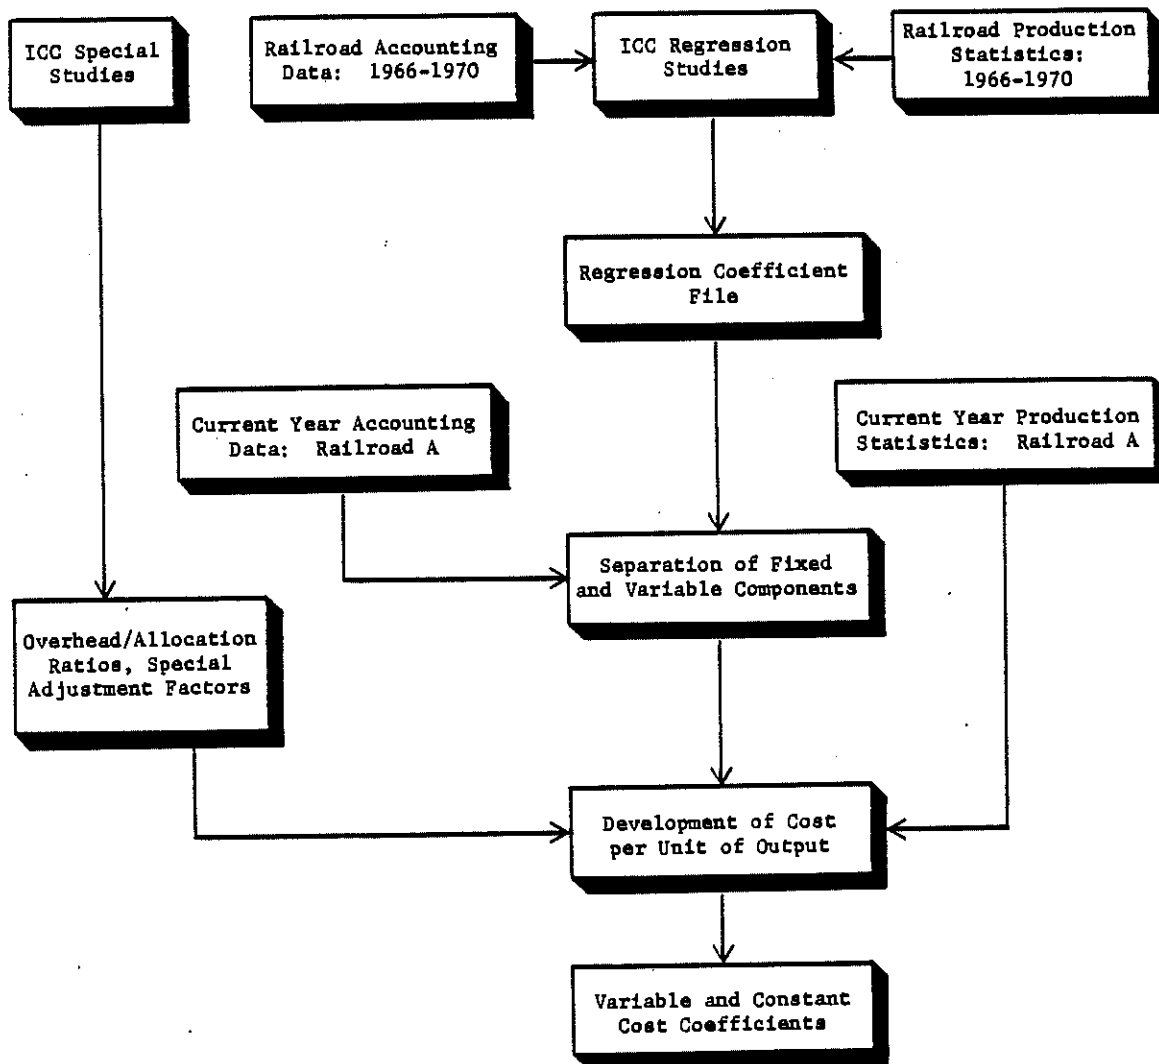 ICC Special
Studies
Railroad Accounting
Data: 1966-1970
ICC Regression
Studies
Railroad Production
Statistics:
1966-1970
Regression Coefficient
File
Current Year Accounting
Data: Railroad A
Current Year Production
Statistics: Railroad A
Separation of Fixed
and Variable Components
Overhead/Allocation
Ratios, Special
Adjustment Factors
Development of Cost
per Unit of Output
Variable and Constant
Cost Coefficients